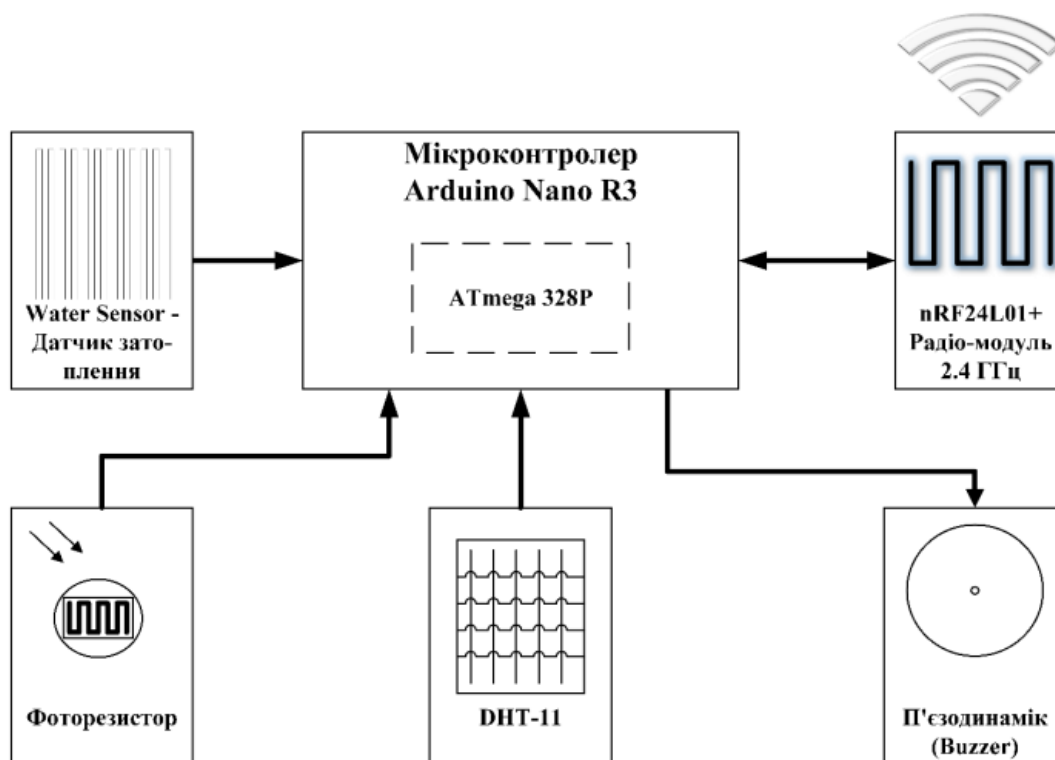 Мікроконтролер
Arduino Nano R3
ATmega 328P
Water Sensor -
Датчик зато-
плення
nRF24L01+
Радіо-модуль
2.4 ГГц
Фоторезистор
DHT-11
П'єзодинамік
(Buzzer)